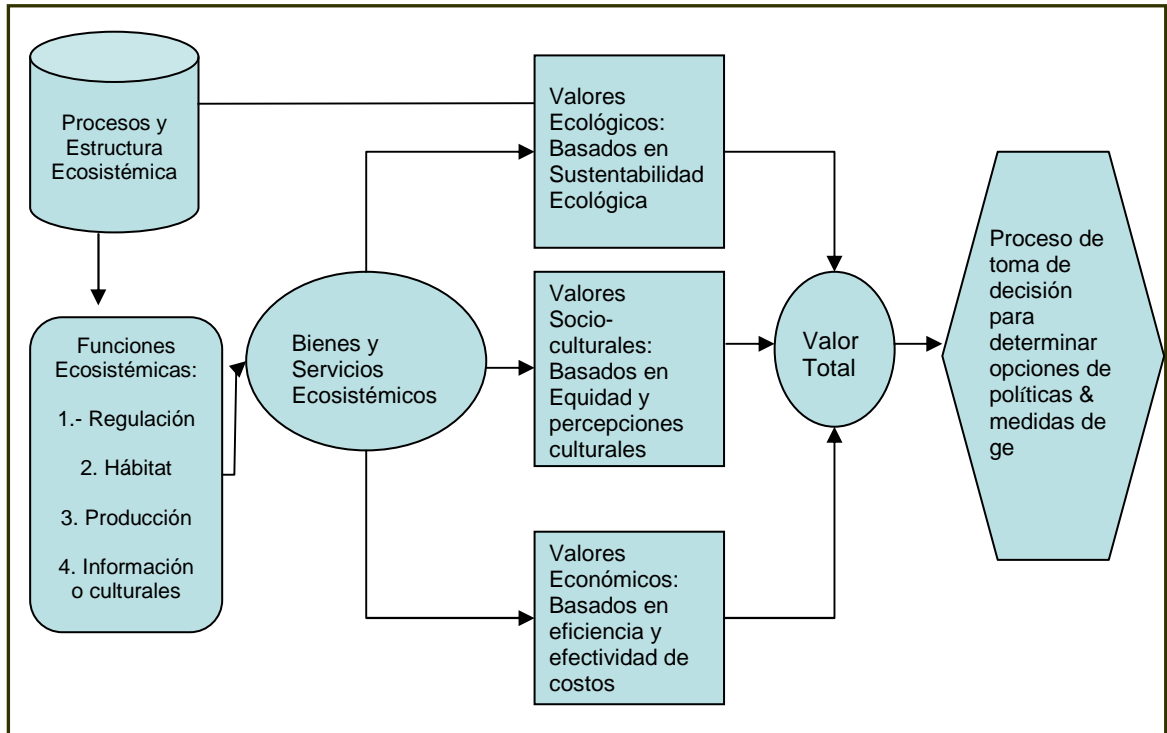 Procesos y
Estructura
Ecosistémica
Funciones
Ecosistémicas:
1.- Regulación
2. Hábitat
3. Producción
4. Información
o culturales
Bienes y
Servicios
Ecosistémicos
Valores
Ecológicos:
Basados en
Sustentabilidad
Ecológica
Valores
Socio-
culturales:
Basados en
Equidad y
percepciones
culturales
Valores
Económicos:
Basados en
eficiencia y
efectividad de
costos
Valor
Total
Proceso de
toma de
decisión
para
determinar
opciones de
políticas &
medidas de
ge